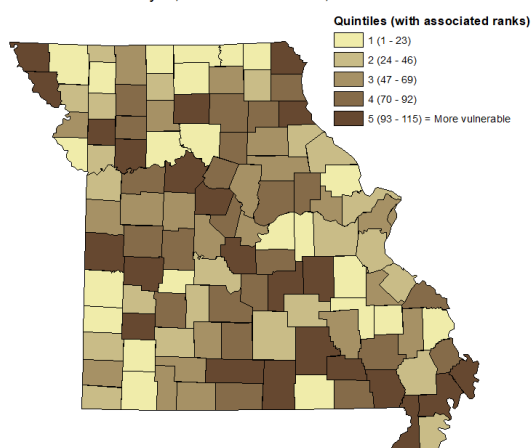 Quintiles (with associated ranks)
1 (1 - 23)
2 (24 - 46)
3 (47 - 69)
4 (70 - 92)
5 (93 - 115) = More vulnerable